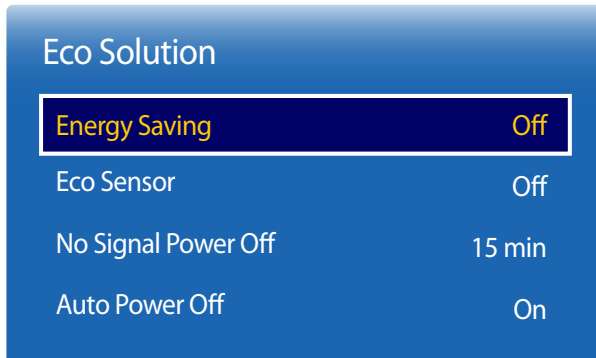 Eco Solution
Energy Saving Off
Eco Sensor Off
No Signal Power Off 15 min
Auto Power Off On